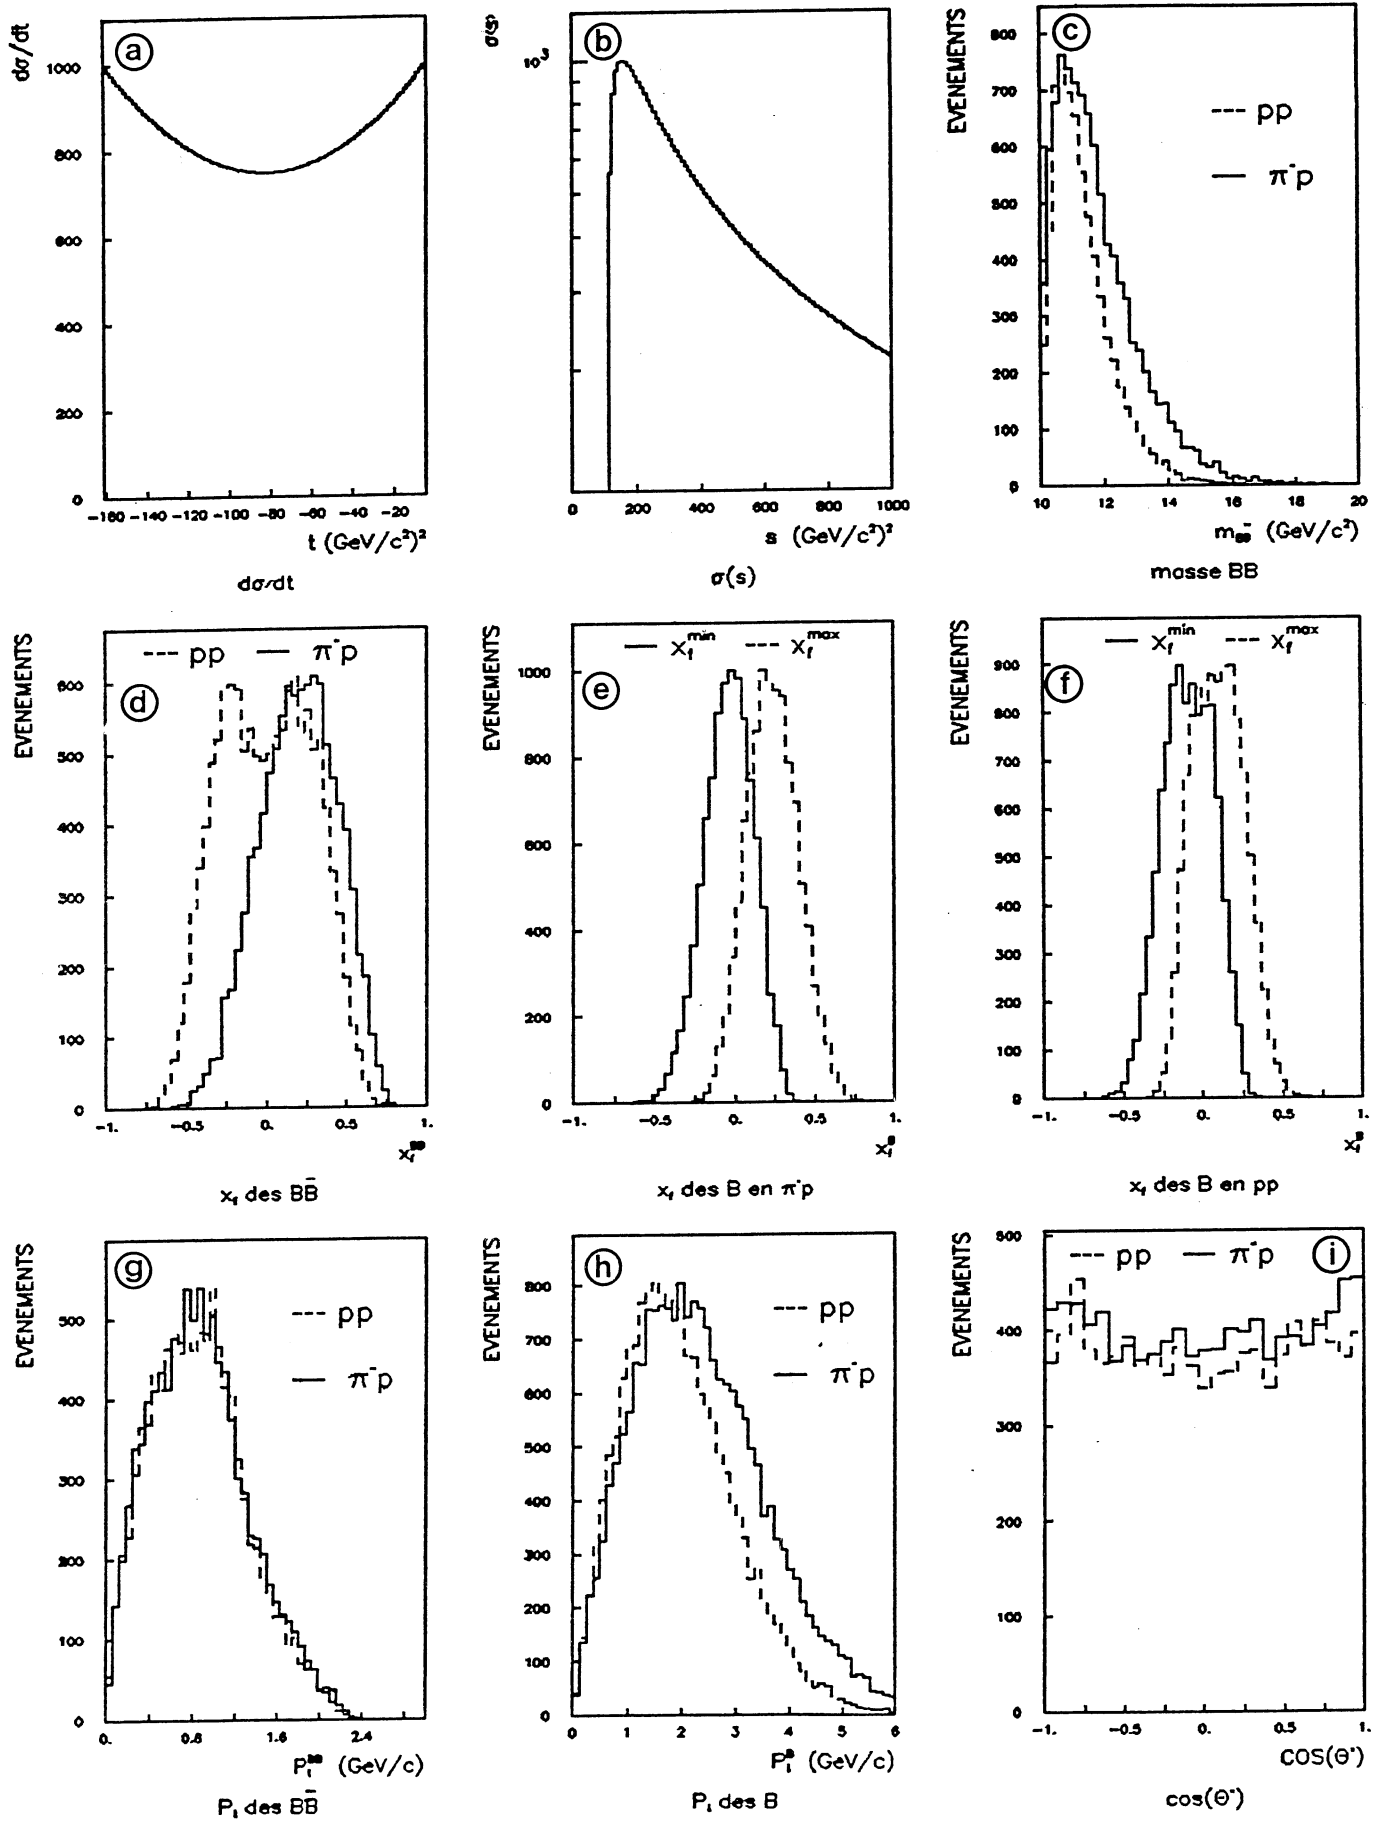 dσ/dt
a
1000
800
600
400
200
0
-160 -140 -120 -100 -80 -60 -40 -20
t (GeV/c²)²
dσ/dt
σ(s)
b
10³
0 200 400 600 800 1000
s (GeV/c²)²
σ(s)
EVENEMENTS
c
800
700
600
500
400
300
200
100
0
pp
π⁻p
10 12 14 16 18 20
(GeV/c²)
masse BB
EVENEMENTS
pp π⁻p
d
600
500
400
300
200
100
0
-1. -0.5 0. 0.5 1.
x_f des BB̄
EVENEMENTS
x_f^min x_f^max
e
1000
800
600
400
200
0
-1. -0.5 0. 0.5 1.
x_f^B
x_f des B en π⁻p
EVENEMENTS
x_f^min x_f^max
f
900
800
700
600
500
400
300
200
100
0
-1. -0.5 0. 0.5 1.
x_f^B
x_f des B en pp
EVENEMENTS
g
500
400
300
200
100
0
pp
π⁻p
0. 0.8 1.6 2.4
(GeV/c)
P_t des BB̄
EVENEMENTS
h
800
700
600
500
400
300
200
100
0
pp
π⁻p
0 1 2 3 4 5 6
P_t^B (GeV/c)
P_t des B
EVENEMENTS
pp π⁻p
i
500
400
300
200
100
0
-1. -0.5 0. 0.5 1.
COS(Θ*)
cos(Θ*)